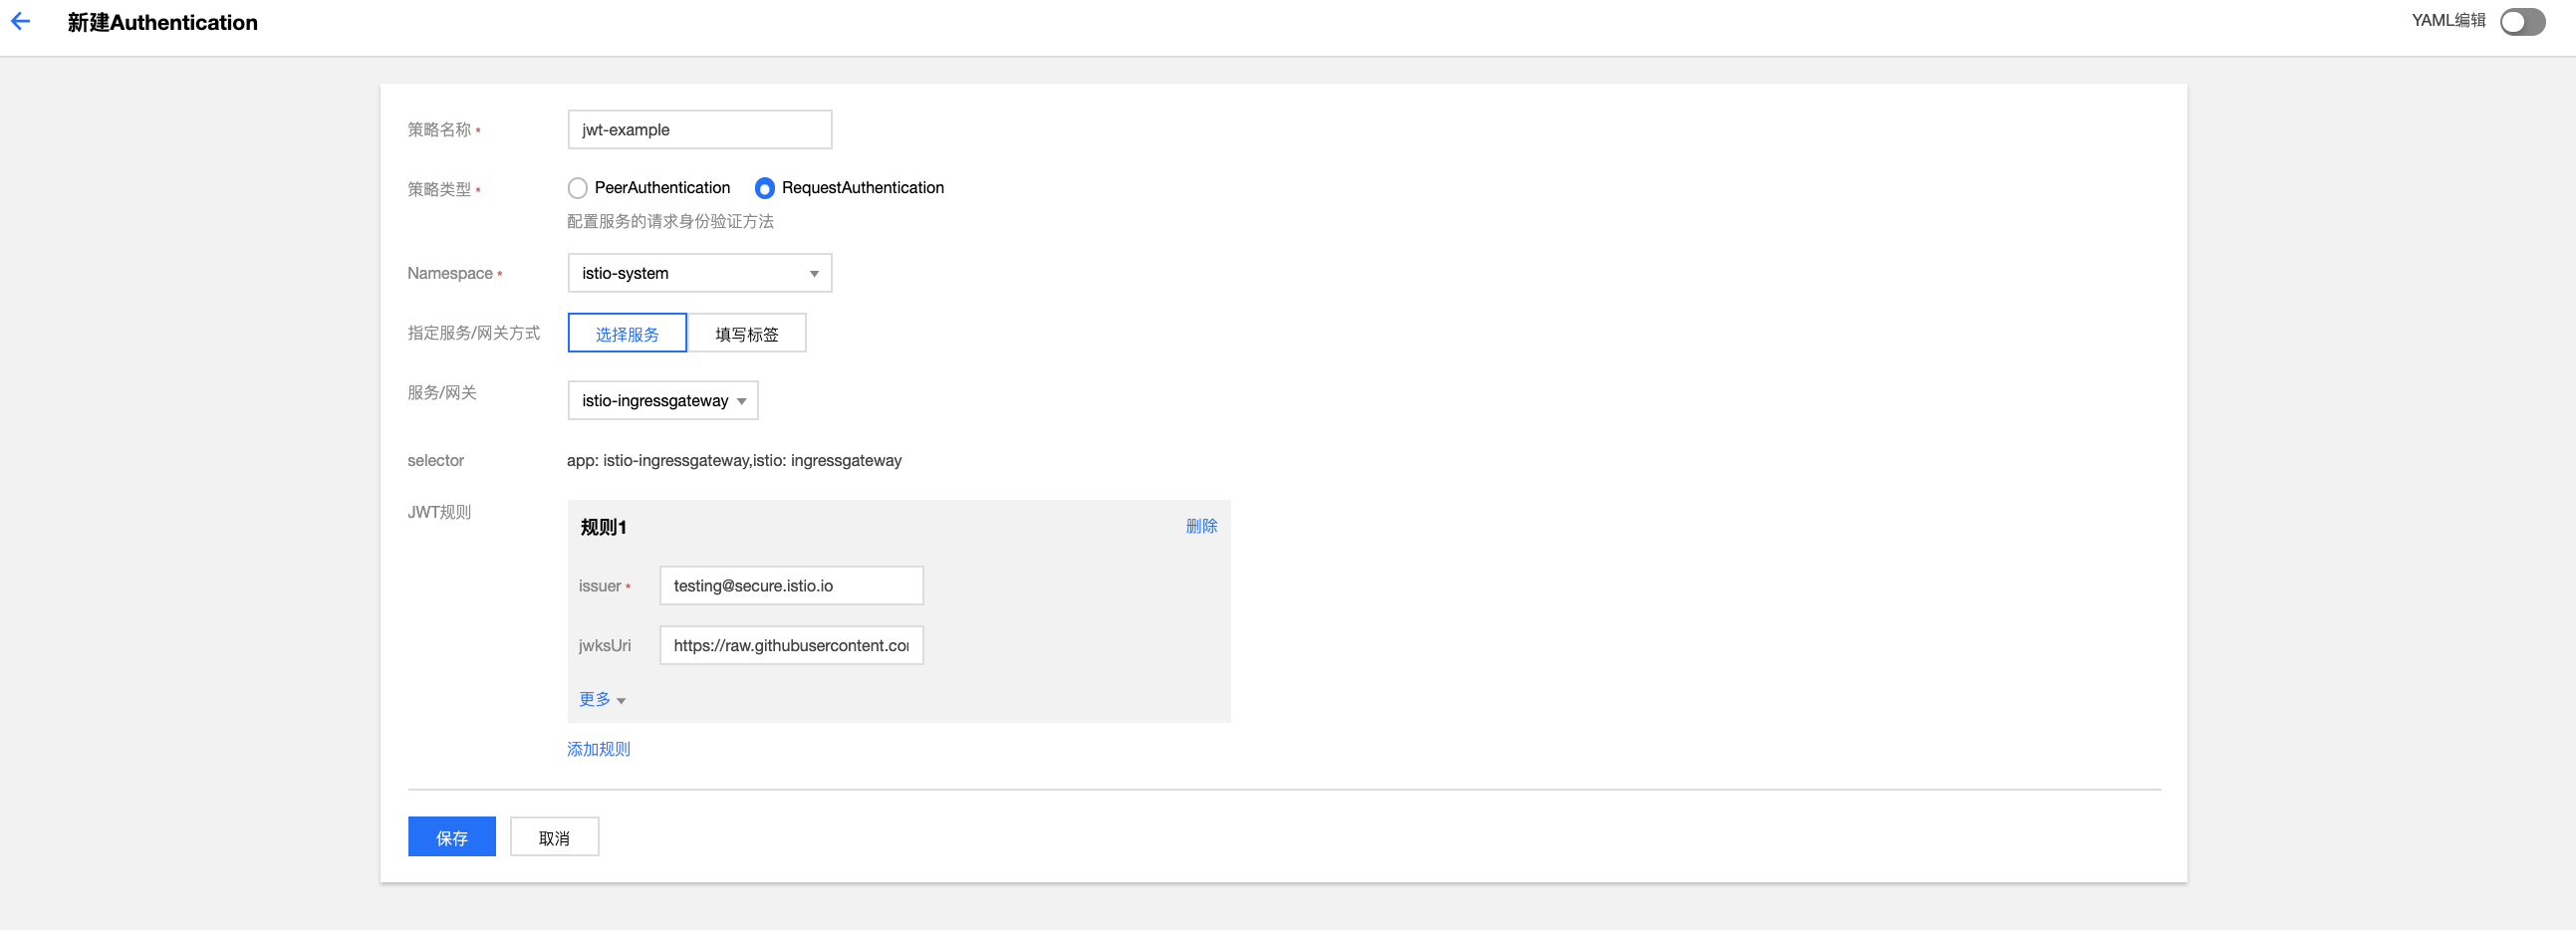 新建Authentication
YAML编辑
策略名称 *
jwt-example
策略类型 *
PeerAuthentication
RequestAuthentication
配置服务的请求身份验证方法
Namespace *
istio-system
指定服务/网关方式
选择服务
填写标签
服务/网关
istio-ingressgateway
selector
app: istio-ingressgateway,istio: ingressgateway
JWT规则
规则1
删除
issuer *
testing@secure.istio.io
jwksUri
https://raw.githubusercontent.co
更多
添加规则
保存
取消